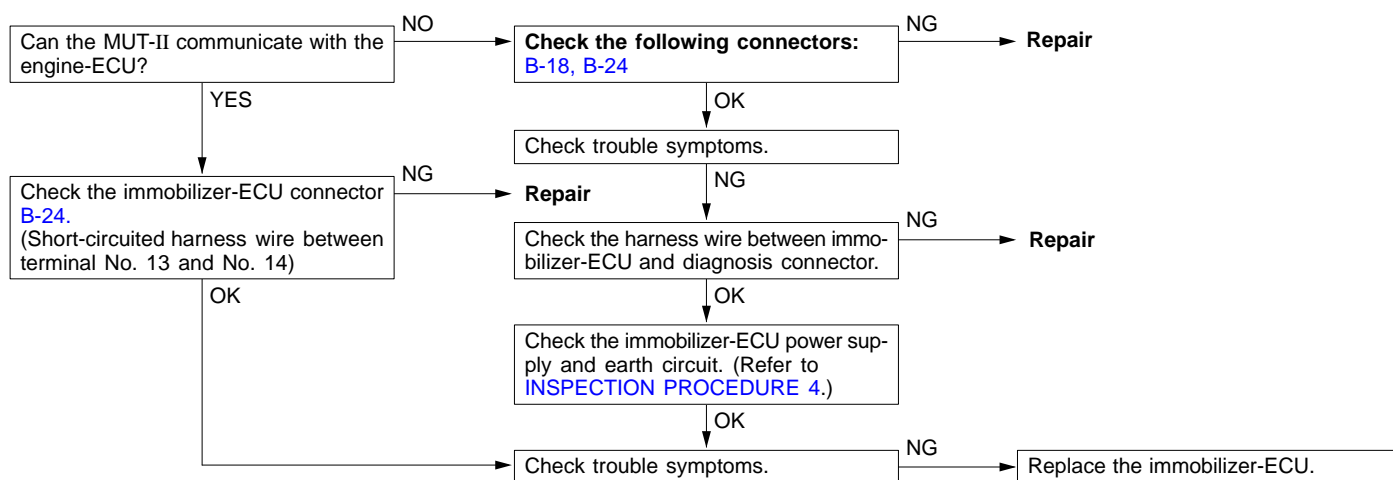 Can the MUT-II communicate with the
engine-ECU?
NO
Check the following connectors:
B-18, B-24
NG
Repair
YES
OK
Check trouble symptoms.
NG
Check the immobilizer-ECU connector
B-24.
(Short-circuited harness wire between
terminal No. 13 and No. 14)
NG
Repair
Check the harness wire between immo-
bilizer-ECU and diagnosis connector.
NG
Repair
OK
OK
Check the immobilizer-ECU power sup-
ply and earth circuit. (Refer to
INSPECTION PROCEDURE 4.)
OK
Check trouble symptoms.
NG
Replace the immobilizer-ECU.